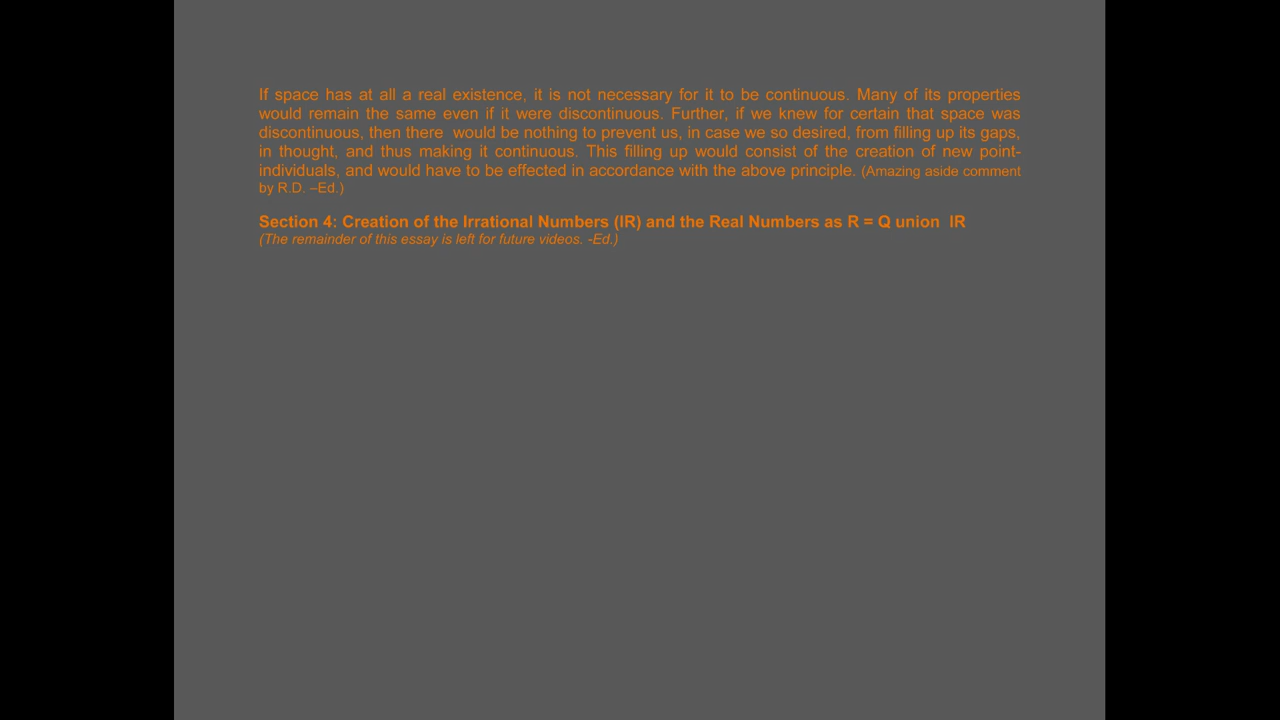 If space has at all a real existence, it is not necessary for it to be continuous. Many of its properties
would remain the same even if it were discontinuous. Further, if we knew for certain that space was
discontinuous, then there  would be nothing to prevent us, in case we so desired, from filling up its gaps,
in thought, and thus making it continuous. This filling up would consist of the creation of new point-
individuals, and would have to be effected in accordance with the above principle. (Amazing aside comment
by R.D. –Ed.)
Section 4: Creation of the Irrational Numbers (IR) and the Real Numbers as R = Q union  IR
(The remainder of this essay is left for future videos. -Ed.)